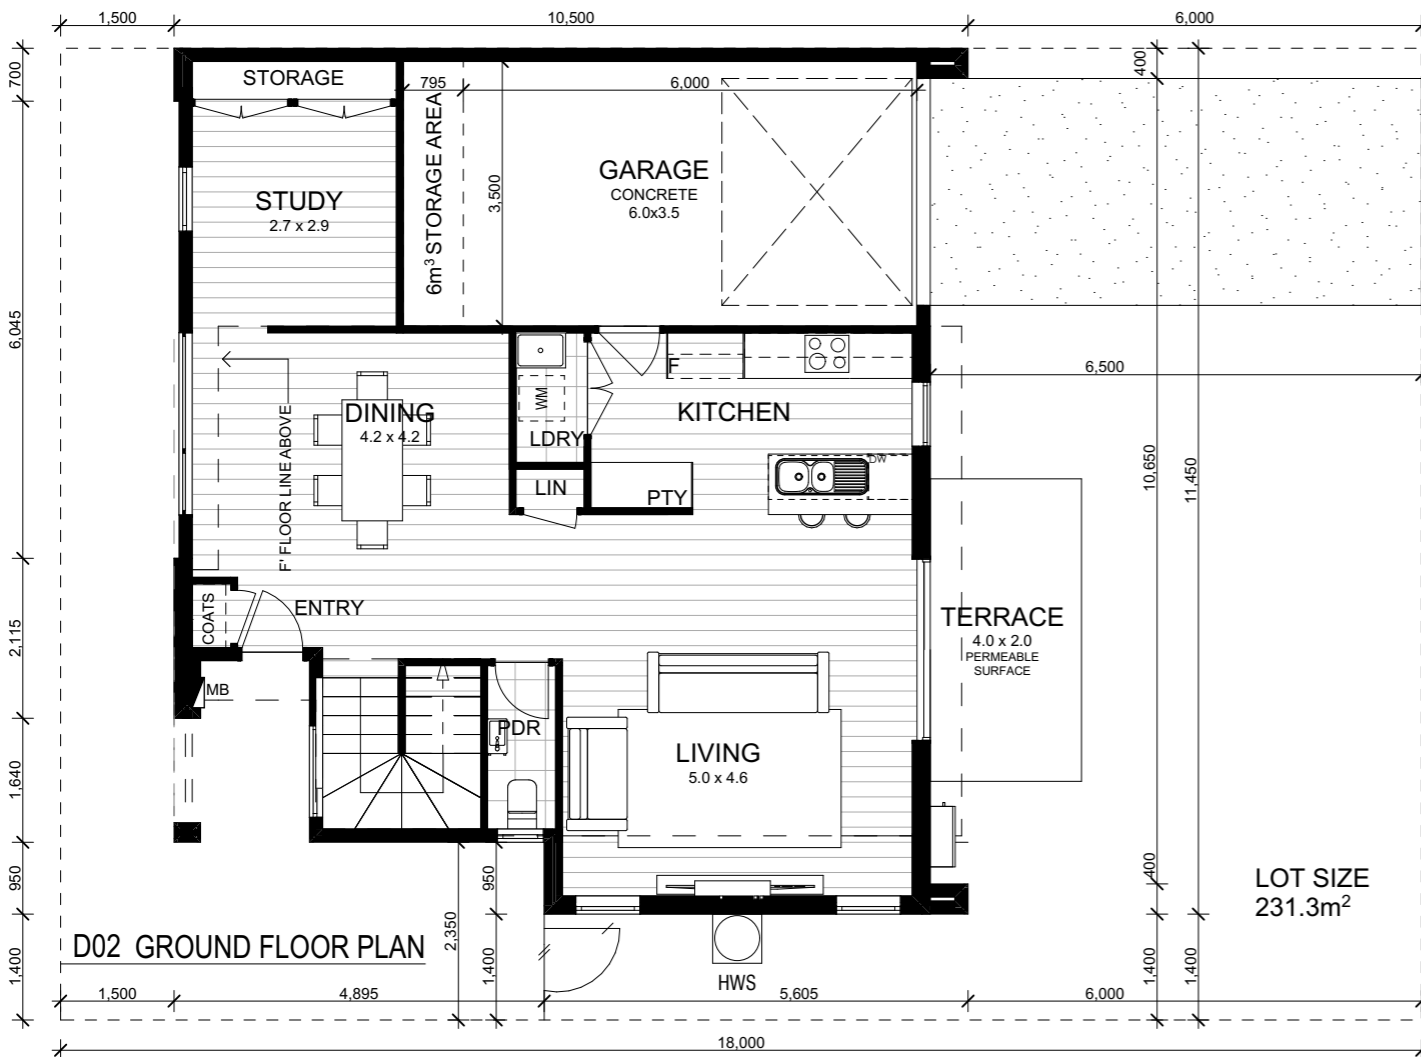 1,500
10,500
6,000
700
STORAGE
795
6,000
400
6m³ STORAGE AREA
3,500
GARAGE
CONCRETE
6.0x3.5
STUDY
2.7 x 2.9
6,045
6,500
F
WM
LDRY
KITCHEN
DINING
4.2 x 4.2
F' FLOOR LINE ABOVE
DW
LIN
PTY
10,650
11,450
COATS
ENTRY
2,115
TERRACE
4.0 x 2.0
PERMEABLE
SURFACE
MB
PDR
LIVING
5.0 x 4.6
1,640
950
950
400
LOT SIZE
231.3m²
2,350
D02 GROUND FLOOR PLAN
1,400
1,400
1,400
1,400
HWS
1,500
4,895
5,605
6,000
18,000